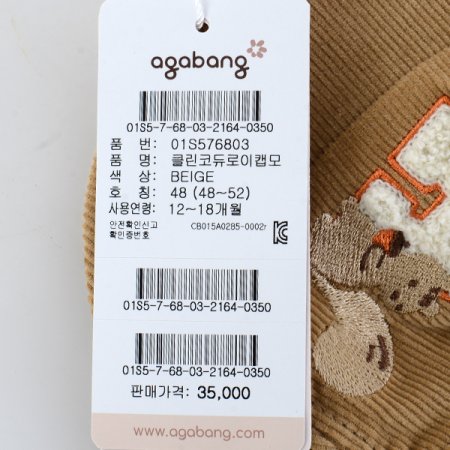 agabang
01S5-7-68-03-2164-0350
품 번: 01S576803
품 명: 클린코듀로이캡모
색 상: BEIGE
호 칭: 48 (48~52)
사용연령: 12~18개월
안전확인신고
확인증번호 CB015A0285-0002
01S5-7-68-03-2164-0350
01S5-7-68-03-2164-0350
판매가격: 35,000
www.agabang.com